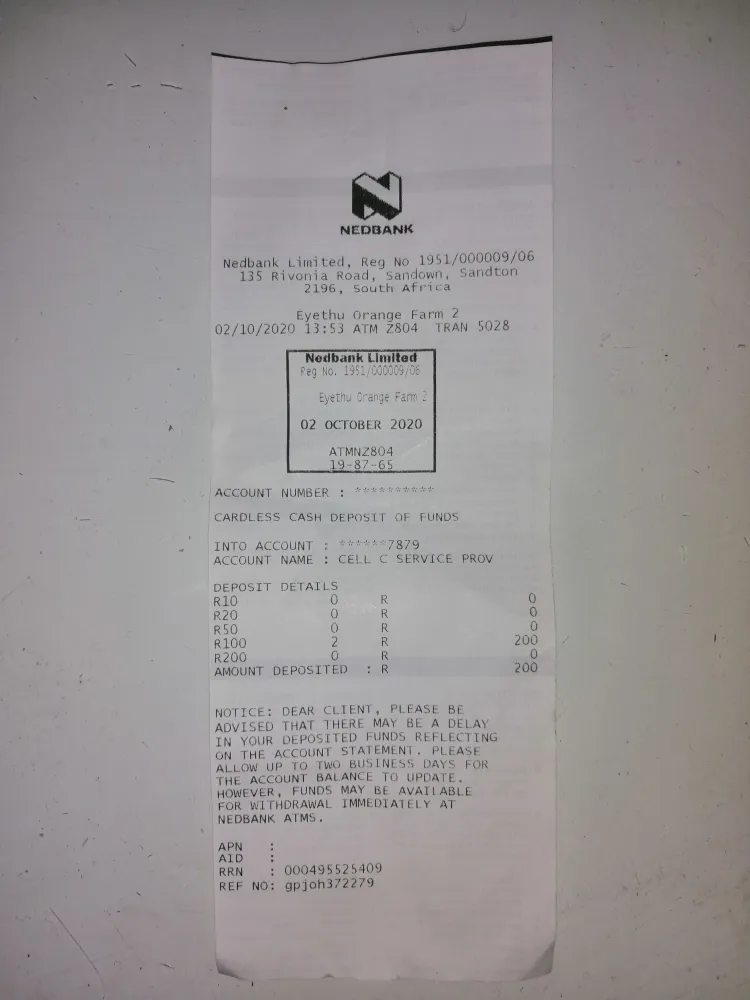 NEDBANK
Nedbank Limited, Reg No 1951/000009/06
135 Rivonia Road, Sandown, Sandton
2196, South Africa
Eyethu Orange Farm 2
02/10/2020 13:53 ATM Z804 TRAN 5028
Nedbank Limited
Reg No. 1951/000009/06
Eyethu Orange Farm 2
02 OCTOBER 2020
ATMNZ804
19-87-65
ACCOUNT NUMBER : **********
CARDLESS CASH DEPOSIT OF FUNDS
INTO ACCOUNT : ******7879
ACCOUNT NAME : CELL C SERVICE PROV
DEPOSIT DETAILS
R10 0 R 0
R20 0 R 0
R50 0 R 0
R100 2 R 200
R200 0 R 0
AMOUNT DEPOSITED : R 200
NOTICE: DEAR CLIENT, PLEASE BE
ADVISED THAT THERE MAY BE A DELAY
IN YOUR DEPOSITED FUNDS REFLECTING
ON THE ACCOUNT STATEMENT. PLEASE
ALLOW UP TO TWO BUSINESS DAYS FOR
THE ACCOUNT BALANCE TO UPDATE.
HOWEVER, FUNDS MAY BE AVAILABLE
FOR WITHDRAWAL IMMEDIATELY AT
NEDBANK ATMS.
APN :
AID :
RRN : 000495525409
REF NO: gpjoh372279